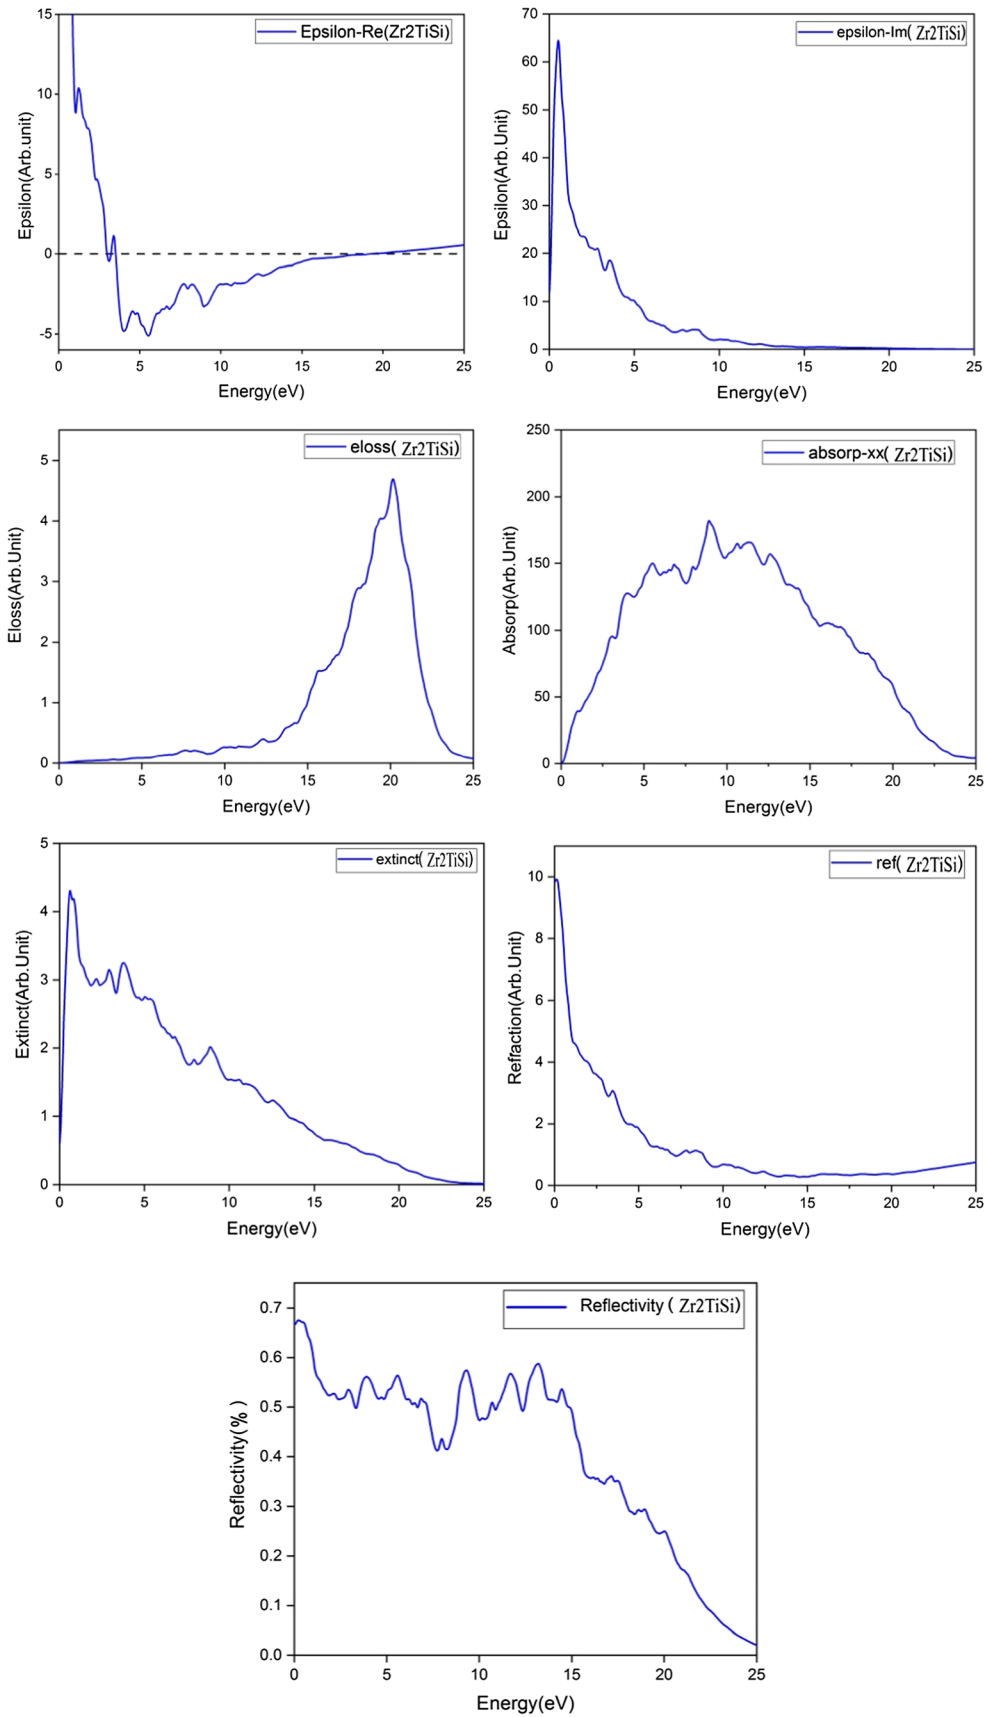 Epsilon-Re(Zr2TiSi)
15
10
5
0
-5
Epsilon(Arb.unit)
0 5 10 15 20 25
Energy(eV)
epsilon-Im( Zr2TiSi)
70
60
50
40
30
20
10
0
Epsilon(Arb.Unit)
0 5 10 15 20 25
Energy(eV)
eloss( Zr2TiSi)
5
4
3
2
1
0
Eloss(Arb.Unit)
0 5 10 15 20 25
Energy(eV)
absorp-xx( Zr2TiSi)
250
200
150
100
50
0
Absorp(Arb.Unit)
0 5 10 15 20 25
Energy(eV)
extinct( Zr2TiSi)
5
4
3
2
1
0
Extinct(Arb.Unit)
0 5 10 15 20 25
Energy(eV)
ref( Zr2TiSi)
10
8
6
4
2
0
Reffraction(Arb.Unit)
0 5 10 15 20 25
Energy(eV)
Reflectivity ( Zr2TiSi)
0.7
0.6
0.5
0.4
0.3
0.2
0.1
0.0
Reflectivity(%)
0 5 10 15 20 25
Energy(eV)